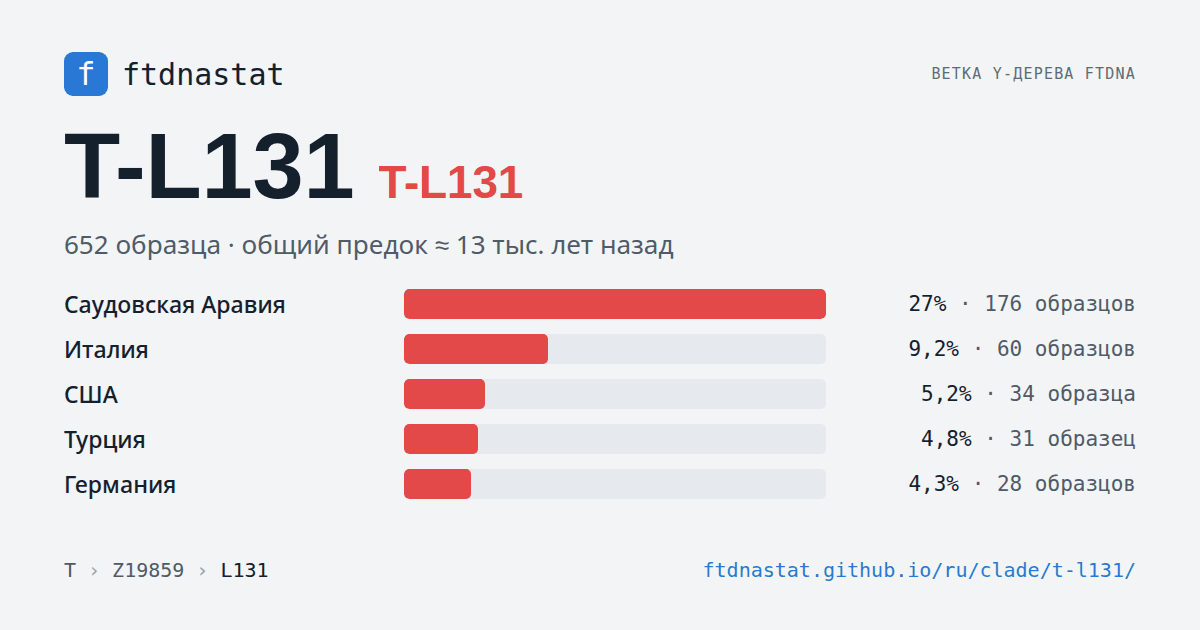 f ftdnastat
ВЕТКА Y-ДЕРЕВА FTDNA
T-L131 T-L131
652 образца · общий предок ≈ 13 тыс. лет назад
Саудовская Аравия 27% · 176 образцов
Италия 9,2% · 60 образцов
США 5,2% · 34 образца
Турция 4,8% · 31 образец
Германия 4,3% · 28 образцов
T › Z19859 › L131
ftdnastat.github.io/ru/clade/t-l131/